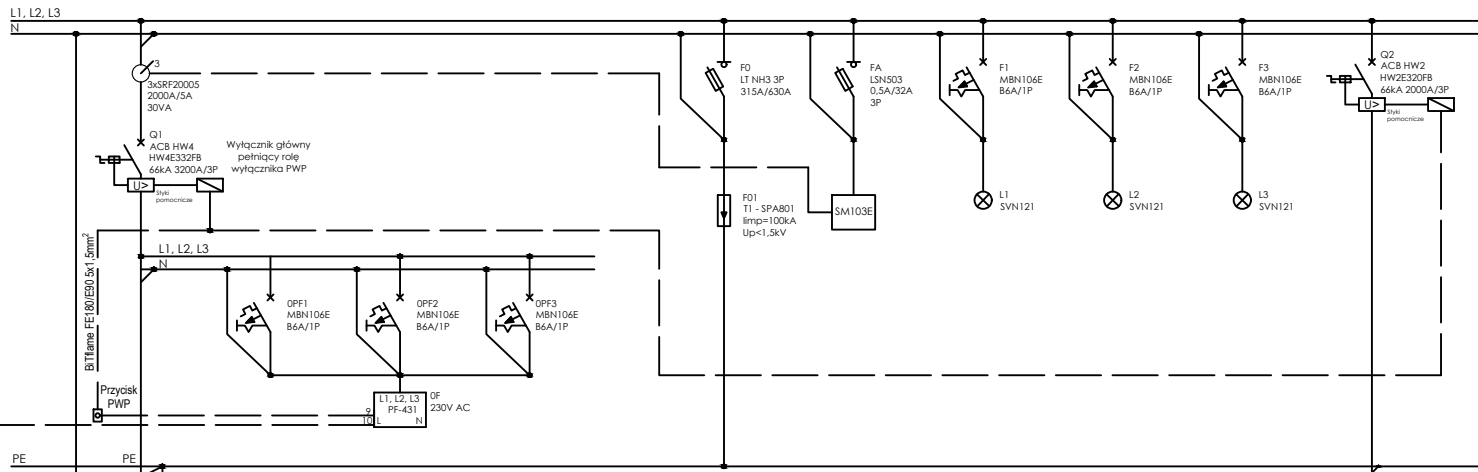 L1, L2, L3
N
3
3xSRF20005
2000A/5A
30VA
Q1
ACB HW4
HW4E332FB
66kA 3200A/3P
U>
Styki
pomocnicze
Wyłącznik główny
pełniący rolę
wyłącznika PWP
F0
LT NH3 3P
315A/630A
FA
LSN503
0,5A/32A
3P
F1
MBN106E
B6A/1P
F2
MBN106E
B6A/1P
F3
MBN106E
B6A/1P
Q2
ACB HW2
HW2E320FB
66kA 2000A/3P
U>
Styki
pomocnicze
F01
T1 - SPA801
Iimp=100kA
Up<1,5kV
SM103E
L1
SVN121
L2
SVN121
L3
SVN121
BiTflame FE180/E90 5x1,5mm²
L1, L2, L3
N
0PF1
MBN106E
B6A/1P
0PF2
MBN106E
B6A/1P
0PF3
MBN106E
B6A/1P
Przycisk
PWP
L1, L2, L3
PF-431
9
10 L N
0F
230V AC
PE
PE